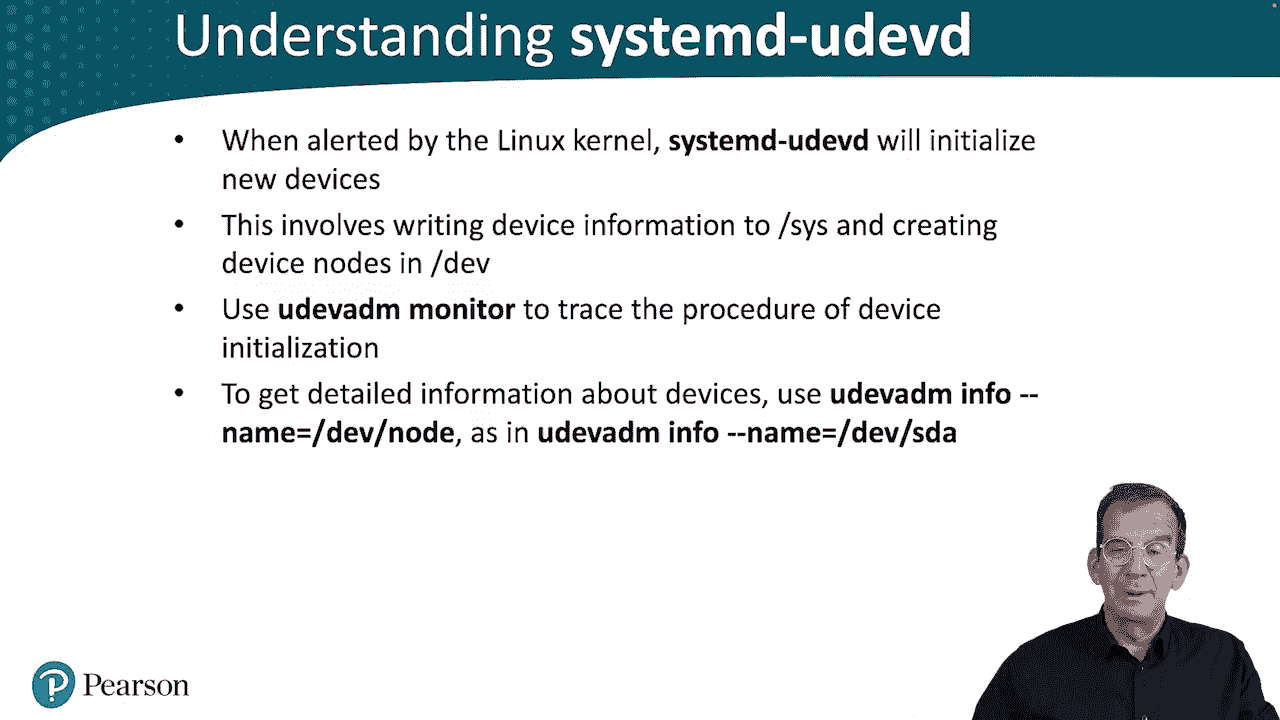 Understanding systemd-udevd
• When alerted by the Linux kernel, systemd-udevd will initialize
new devices
• This involves writing device information to /sys and creating
device nodes in /dev
• Use udevadm monitor to trace the procedure of device
initialization
• To get detailed information about devices, use udevadm info --
name=/dev/node, as in udevadm info --name=/dev/sda
Pearson